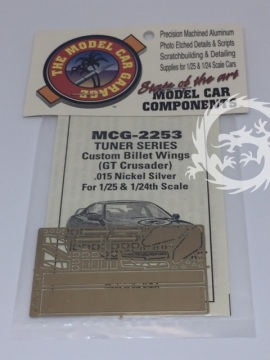 THE MODEL CAR GARAGE
Precision Machined Aluminum
Photo Etched Details & Scripts
Scratchbuilding & Detailing
Supplies for 1/25 & 1/24 Scale Cars
State of the art
MODEL CAR
COMPONENTS
MCG-2253
TUNER SERIES
Custom Billet Wings
(GT Crusader)
.015 Nickel Silver
For 1/25 & 1/24th Scale